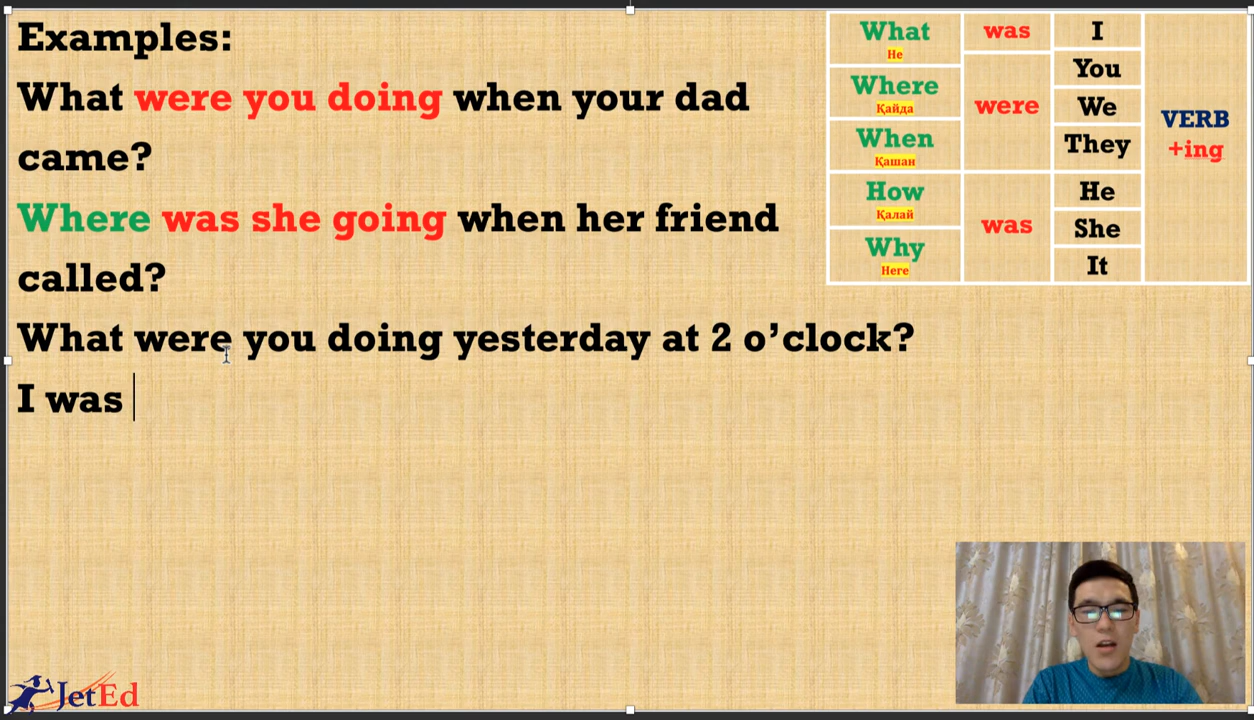 Examples:
What were you doing when your dad
came?
Where was she going when her friend
called?
What were you doing yesterday at 2 o’clock?
I was
What
Не
Where
Қайда
When
Қашан
How
Қалай
Why
Неге
was
were
was
I
You
We
They
He
She
It
VERB
+ing
JetEd